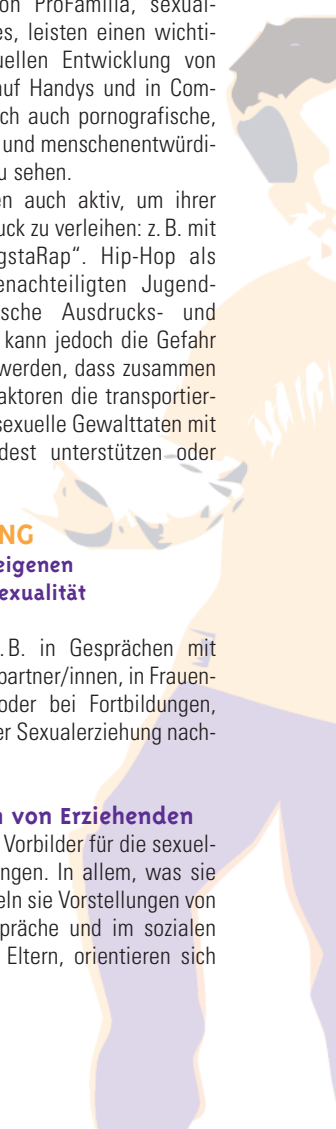 on ProFamilia, sexual-
es, leisten einen wichti-
uellen Entwicklung von
auf Handys und in Com-
ch auch pornografische,
und menschenentwürdi-
u sehen.
en auch aktiv, um ihrer
uck zu verleihen: z. B. mit
gstaRap“. Hip-Hop als
enachteiligten Jugend-
sche Ausdrucks- und
kann jedoch die Gefahr
werden, dass zusammen
aktoren die transportier-
sexuelle Gewalttaten mit
dest unterstützen oder
NG
eigenen
exualität
. B. in Gesprächen mit
partner/innen, in Frauen-
oder bei Fortbildungen,
er Sexualerziehung nach-
n von Erziehenden
Vorbilder für die sexuel-
ngen. In allem, was sie
eln sie Vorstellungen von
präche und im sozialen
Eltern, orientieren sich